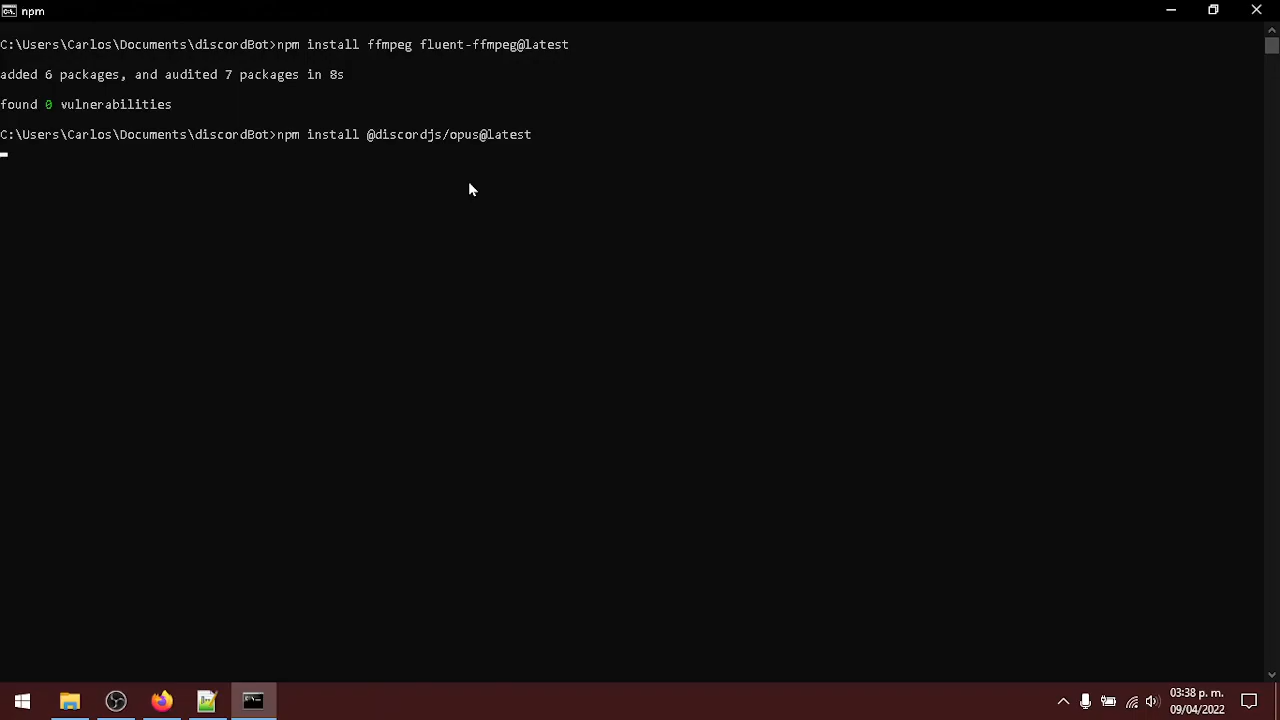 npm
C:\Users\Carlos\Documents\discordBot>npm install ffmpeg fluent-ffmpeg@latest
added 6 packages, and audited 7 packages in 8s
found 0 vulnerabilities
C:\Users\Carlos\Documents\discordBot>npm install @discordjs/opus@latest
03:38 p. m.
09/04/2022